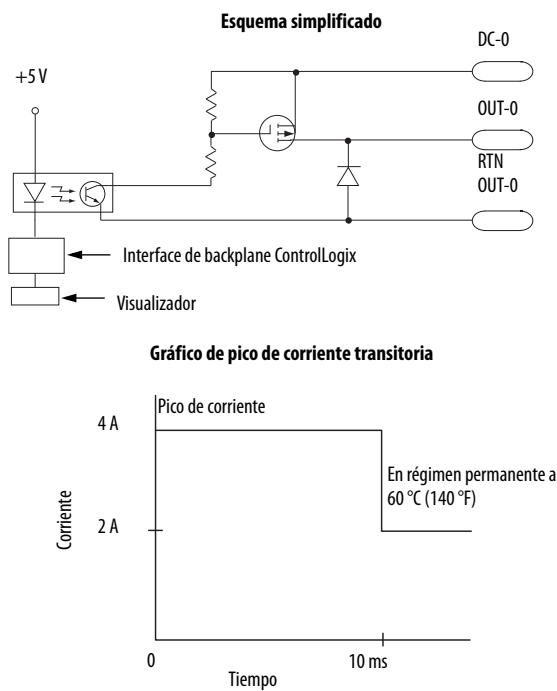 Esquema simplificado
DC-0
+5 V
OUT-0
RTN
OUT-0
Interface de backplane ControlLogix
Visualizador
Gráfico de pico de corriente transitoria
Pico de corriente
4 A
En régimen permanente a
60 °C (140 °F)
Corriente
2 A
0
10 ms
Tiempo